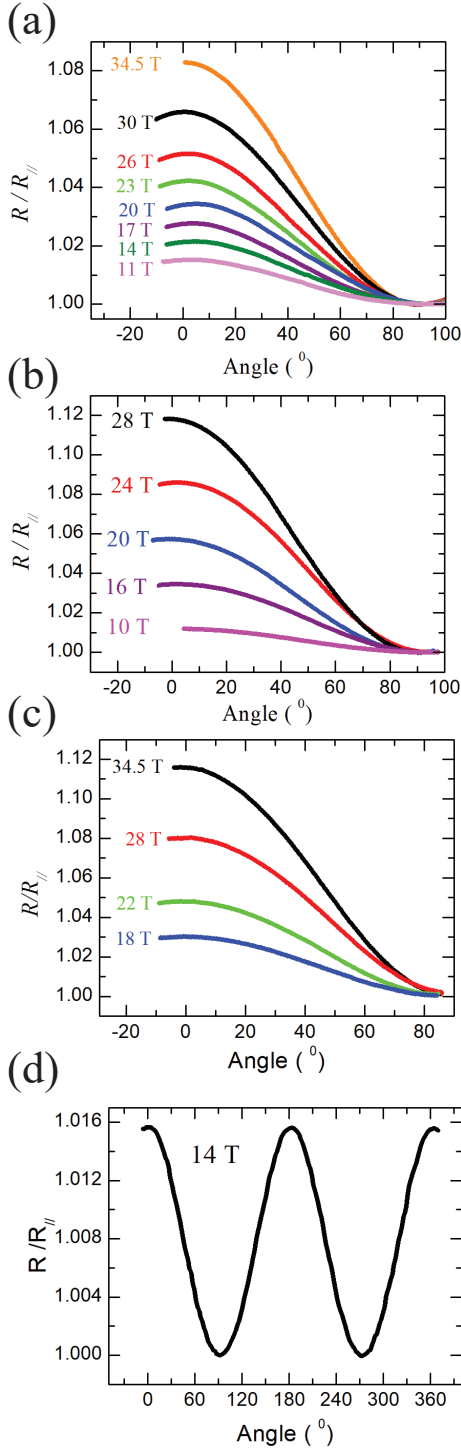 (a)
1.08
1.06
1.04
1.02
1.00
R / R//
34.5 T
30 T
26 T
23 T
20 T
17 T
14 T
11 T
-20 0 20 40 60 80 100
Angle ( 0)
(b)
1.12
1.10
1.08
1.06
1.04
1.02
1.00
R / R//
28 T
24 T
20 T
16 T
10 T
-20 0 20 40 60 80 100
Angle ( 0)
(c)
1.12
1.10
1.08
1.06
1.04
1.02
1.00
R/R//
34.5 T
28 T
22 T
18 T
-20 0 20 40 60 80
Angle ( 0)
(d)
1.016
1.012
1.008
1.004
1.000
R /R//
14 T
0 60 120 180 240 300 360
Angle ( 0)